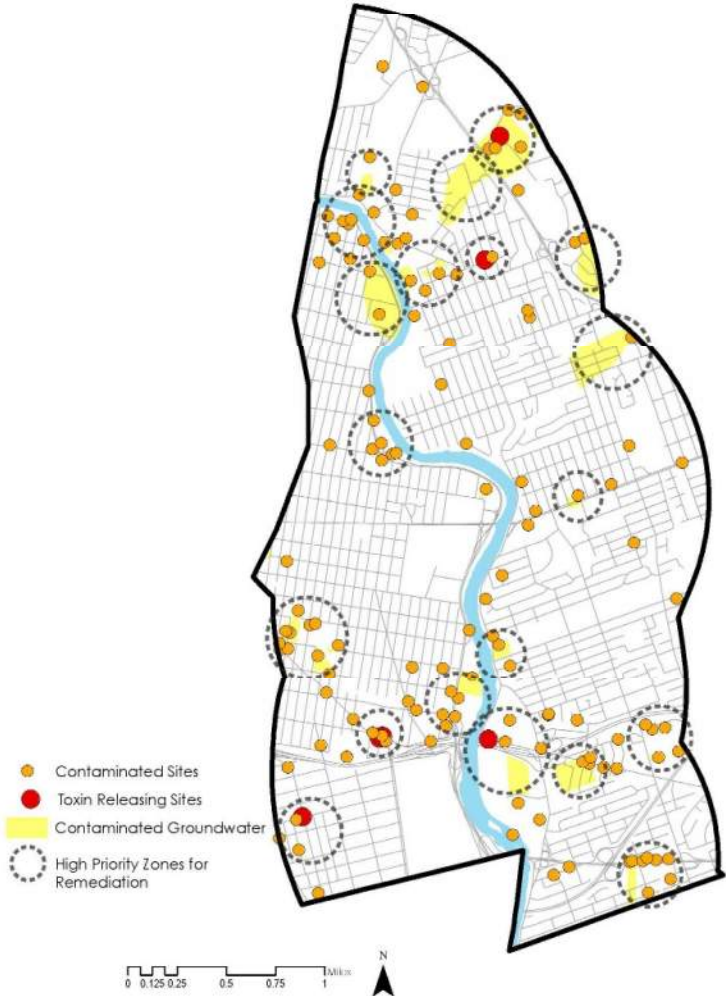 Contaminated Sites
Toxin Releasing Sites
Contaminated Groundwater
High Priority Zones for
Remediation
N
Miles
0 0.125 0.25 0.5 0.75 1